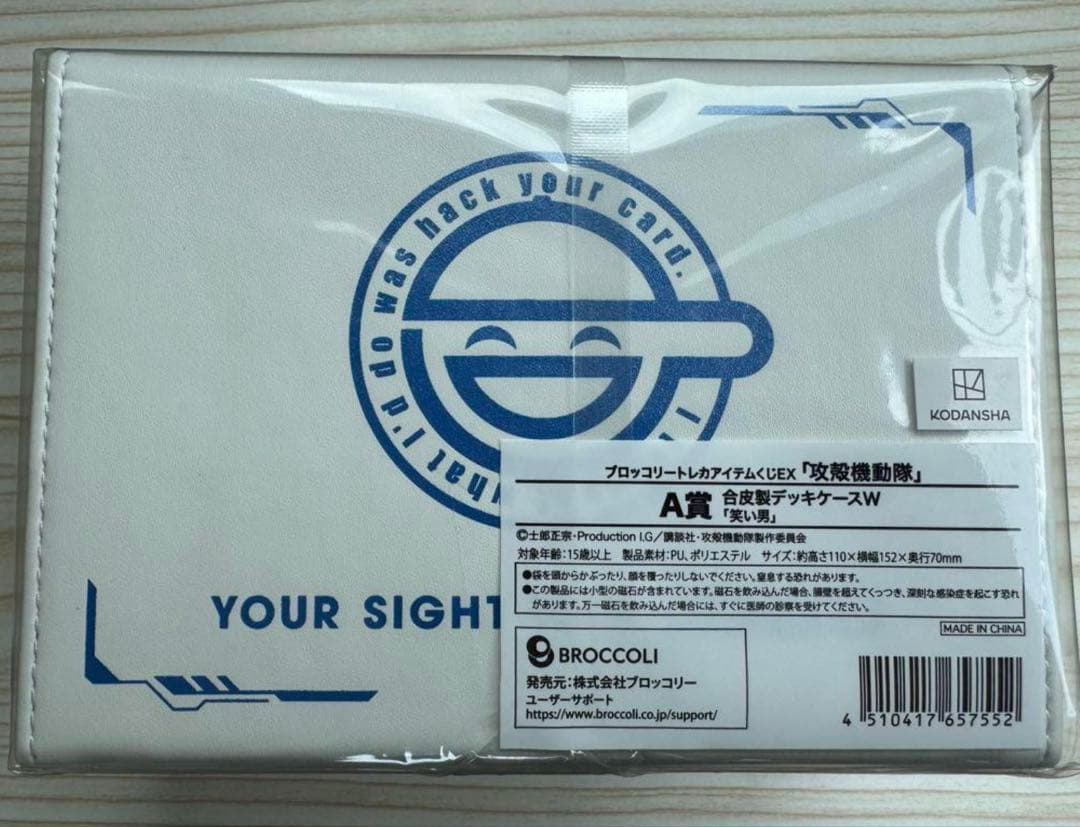 what I'd do was hack your card. I
YOUR SIGHT
KODANSHA
ブロッコリートレカアイテムくじEX「攻殻機動隊」
A賞 合皮製デッキケースW
「笑い男」
©士郎正宗・Production I.G/講談社・攻殻機動隊製作委員会
対象年齢:15歳以上 製品素材:PU、ポリエステル サイズ:約高さ110×横幅152×奥行70mm
●袋を頭からかぶったり、顔を覆ったりしないでください。窒息する恐れがあります。
●この製品には小型の磁石が含まれています。磁石を飲み込んだ場合、腸壁を超えてくっつき、深刻な感染症を起こす恐れ
があります。万一磁石を飲み込んだ場合には、すぐに医師の診察を受けてください。
MADE IN CHINA
BROCCOLI
発売元:株式会社ブロッコリー
ユーザーサポート
https://www.broccoli.co.jp/support/
4 510417 657552